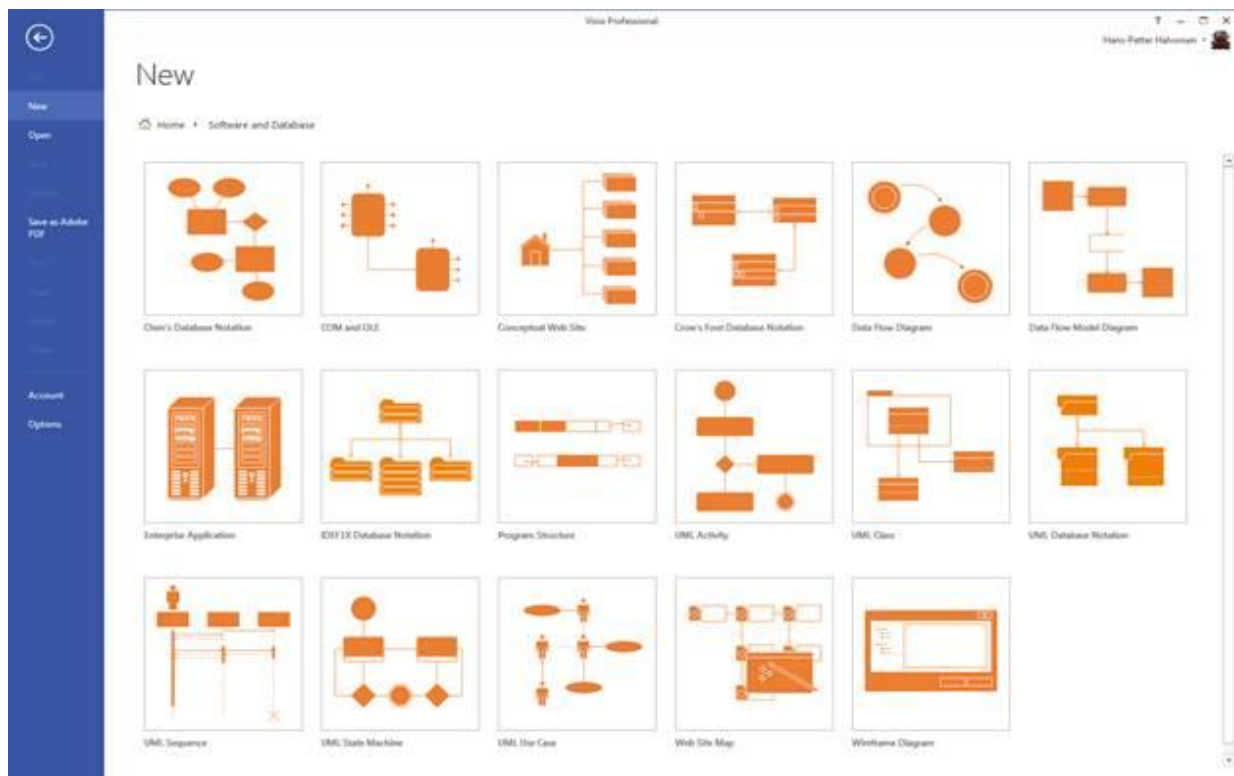 Visio Professional
?
Hans-Petter Halvorsen
New
New
Home
Software and Database
Open
Save as Adobe
PDF
Account
Options
Chen's Database Notation
COM and OLE
Conceptual Web Site
Crow's Foot Database Notation
Data Flow Diagram
Data Flow Model Diagram
Enterprise Application
IDEF1X Database Notation
Program Structure
UML Activity
UML Class
UML Database Notation
UML Sequence
UML State Machine
UML Use Case
Web Site Map
Wireframe Diagram